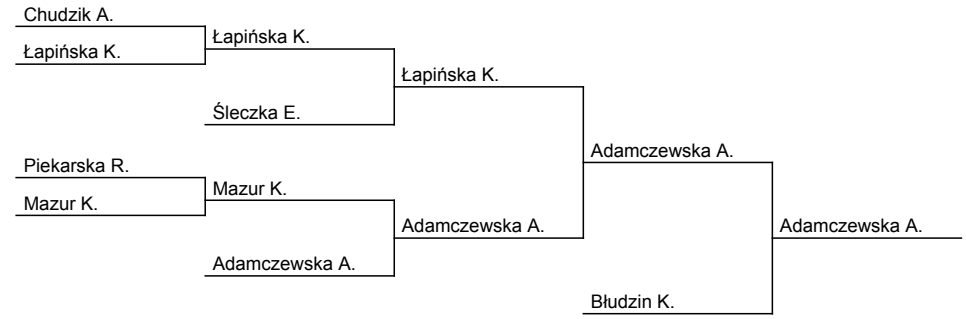 Chudzik A.
Łapińska K.
Łapińska K.
Łapińska K.
Śleczka E.
Adamczewska A.
Piekarska R.
Mazur K.
Mazur K.
Adamczewska A.
Adamczewska A.
Adamczewska A.
Błudzin K.